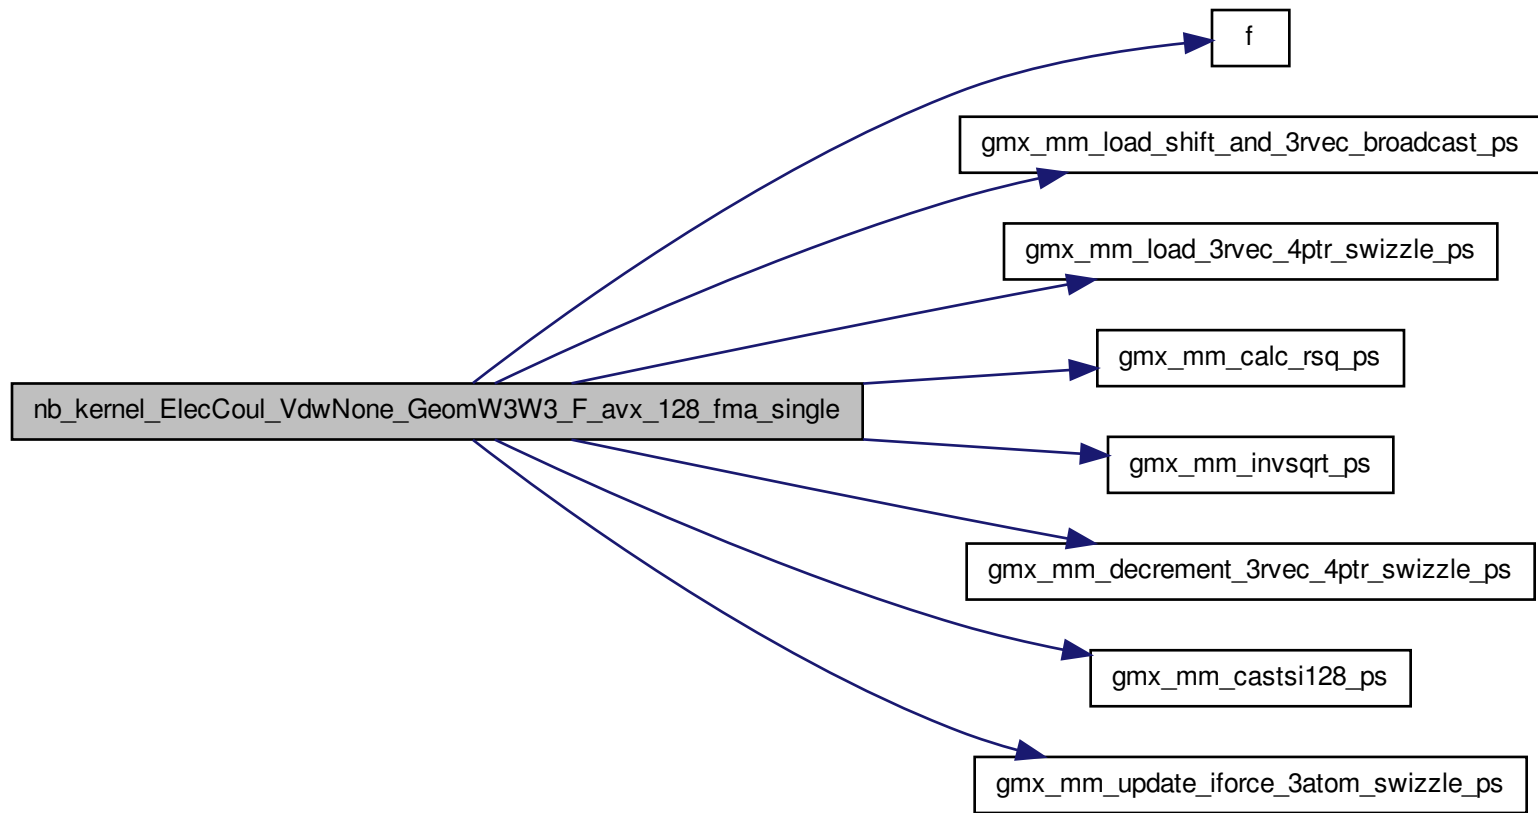 f
gmx_mm_load_shift_and_3rvec_broadcast_ps
gmx_mm_load_3rvec_4ptr_swizzle_ps
gmx_mm_calc_rsq_ps
nb_kernel_ElecCoul_VdwNone_GeomW3W3_F_avx_128_fma_single
gmx_mm_invsqrt_ps
gmx_mm_decrement_3rvec_4ptr_swizzle_ps
gmx_mm_castsi128_ps
gmx_mm_update_iforce_3atom_swizzle_ps